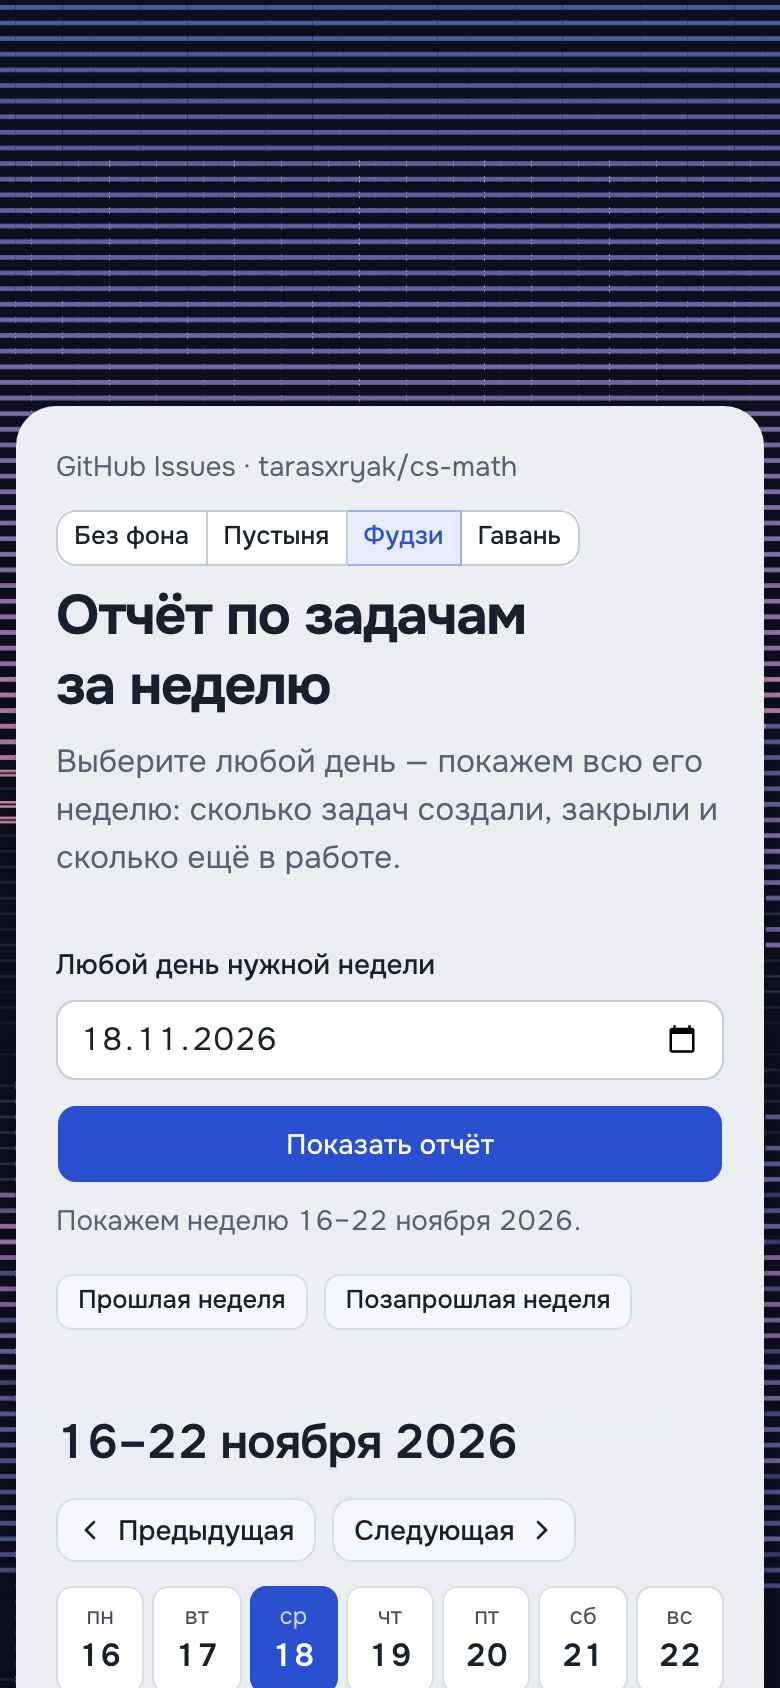 GitHub Issues · tarasxryak/cs-math
Без фона Пустыня Фудзи Гавань
Отчёт по задачам
за неделю
Выберите любой день — покажем всю его
неделю: сколько задач создали, закрыли и
сколько ещё в работе.
Любой день нужной недели
18.11.2026
Показать отчёт
Покажем неделю 16–22 ноября 2026.
Прошлая неделя Позапрошлая неделя
16–22 ноября 2026
Предыдущая Следующая
пн вт ср чт пт сб вс
16 17 18 19 20 21 22